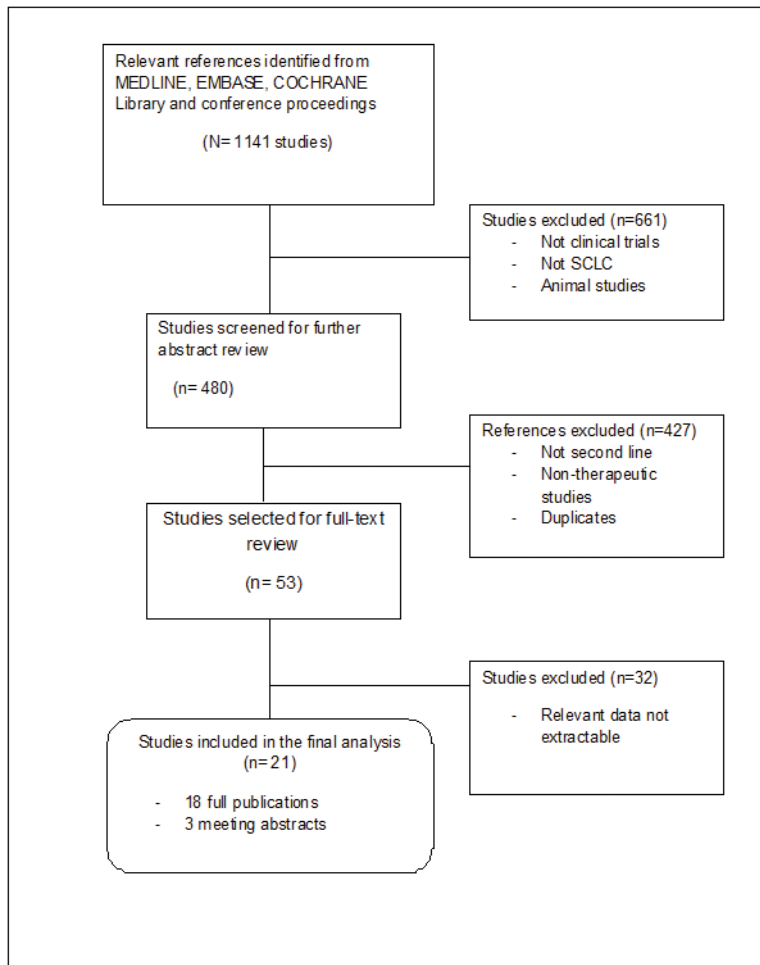 Relevant references identified from
MEDLINE, EMBASE, COCHRANE
Library and conference proceedings
(N= 1141 studies)
Studies excluded (n=661)
- Not clinical trials
- Not SCLC
- Animal studies
Studies screened for further
abstract review
(n= 480)
References excluded (n=427)
- Not second line
- Non-therapeutic
studies
- Duplicates
Studies selected for full-text
review
(n= 53)
Studies excluded (n=32)
- Relevant data not
extractable
Studies included in the final analysis
(n=21)
- 18 full publications
- 3 meeting abstracts